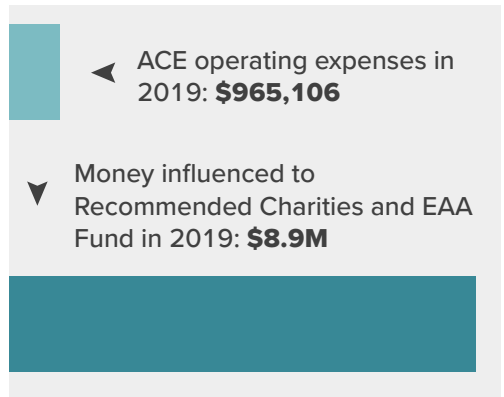 ACE operating expenses in
2019: $965,106
Money influenced to
Recommended Charities and EAA
Fund in 2019: $8.9M